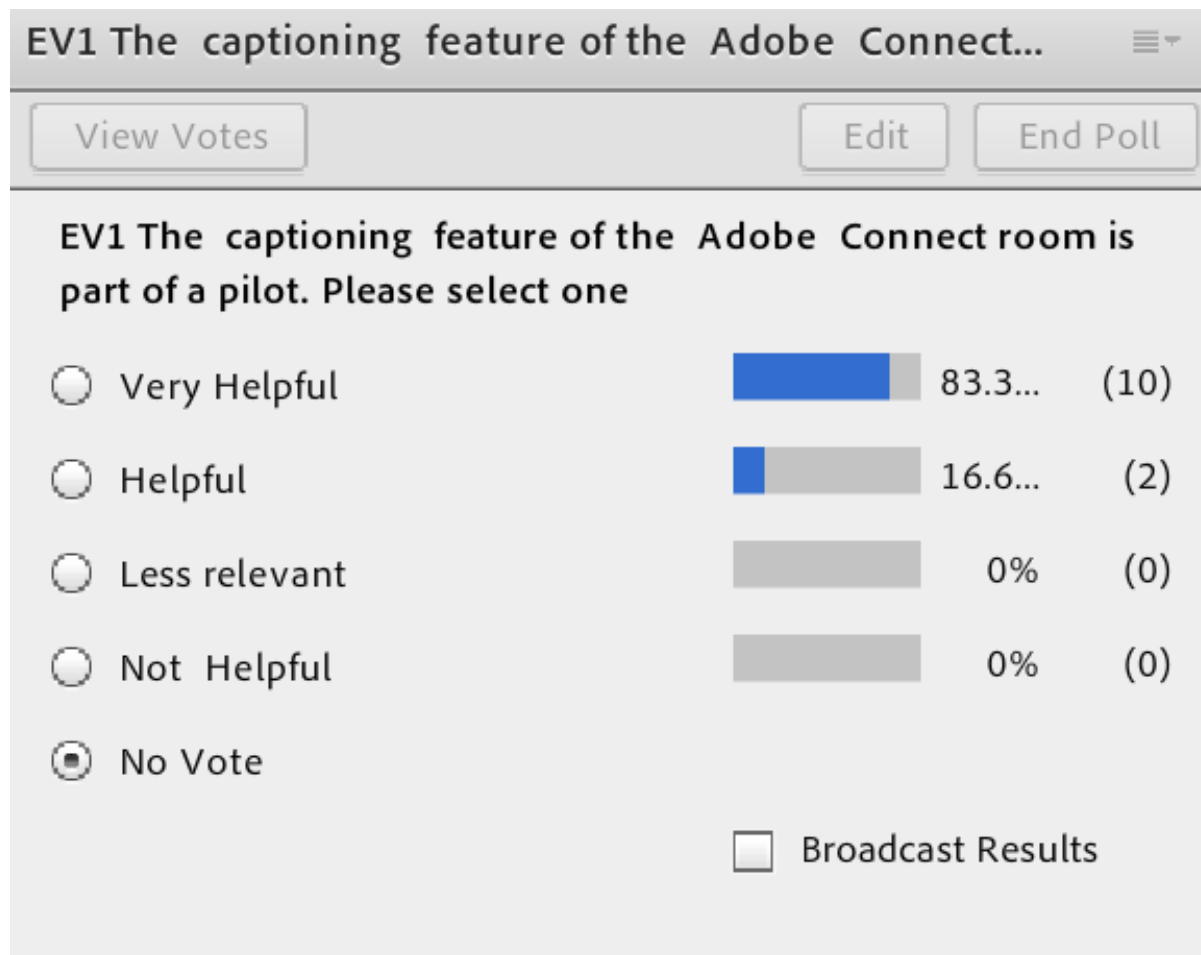 EV1 The captioning feature of the Adobe Connect...
View Votes Edit End Poll
EV1 The captioning feature of the Adobe Connect room is
part of a pilot. Please select one
Very Helpful 83.3... (10)
Helpful 16.6... (2)
Less relevant 0% (0)
Not Helpful 0% (0)
No Vote
Broadcast Results